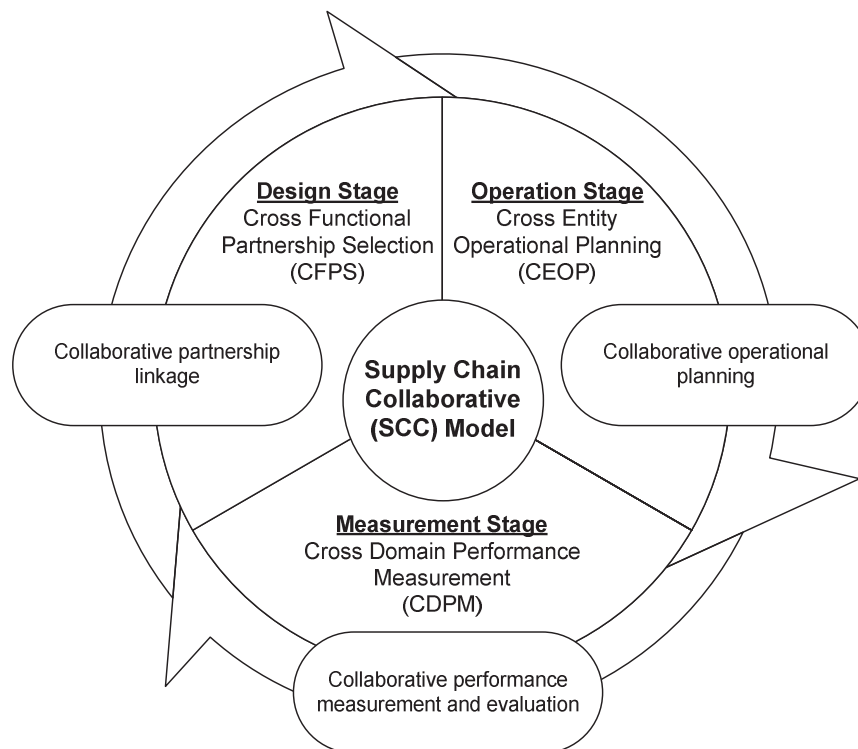 Design Stage
Cross Functional
Partnership Selection
(CFPS)
Operation Stage
Cross Entity
Operational Planning
(CEOP)
Collaborative partnership
linkage
Supply Chain
Collaborative
(SCC) Model
Collaborative operational
planning
Measurement Stage
Cross Domain Performance
Measurement
(CDPM)
Collaborative performance
measurement and evaluation